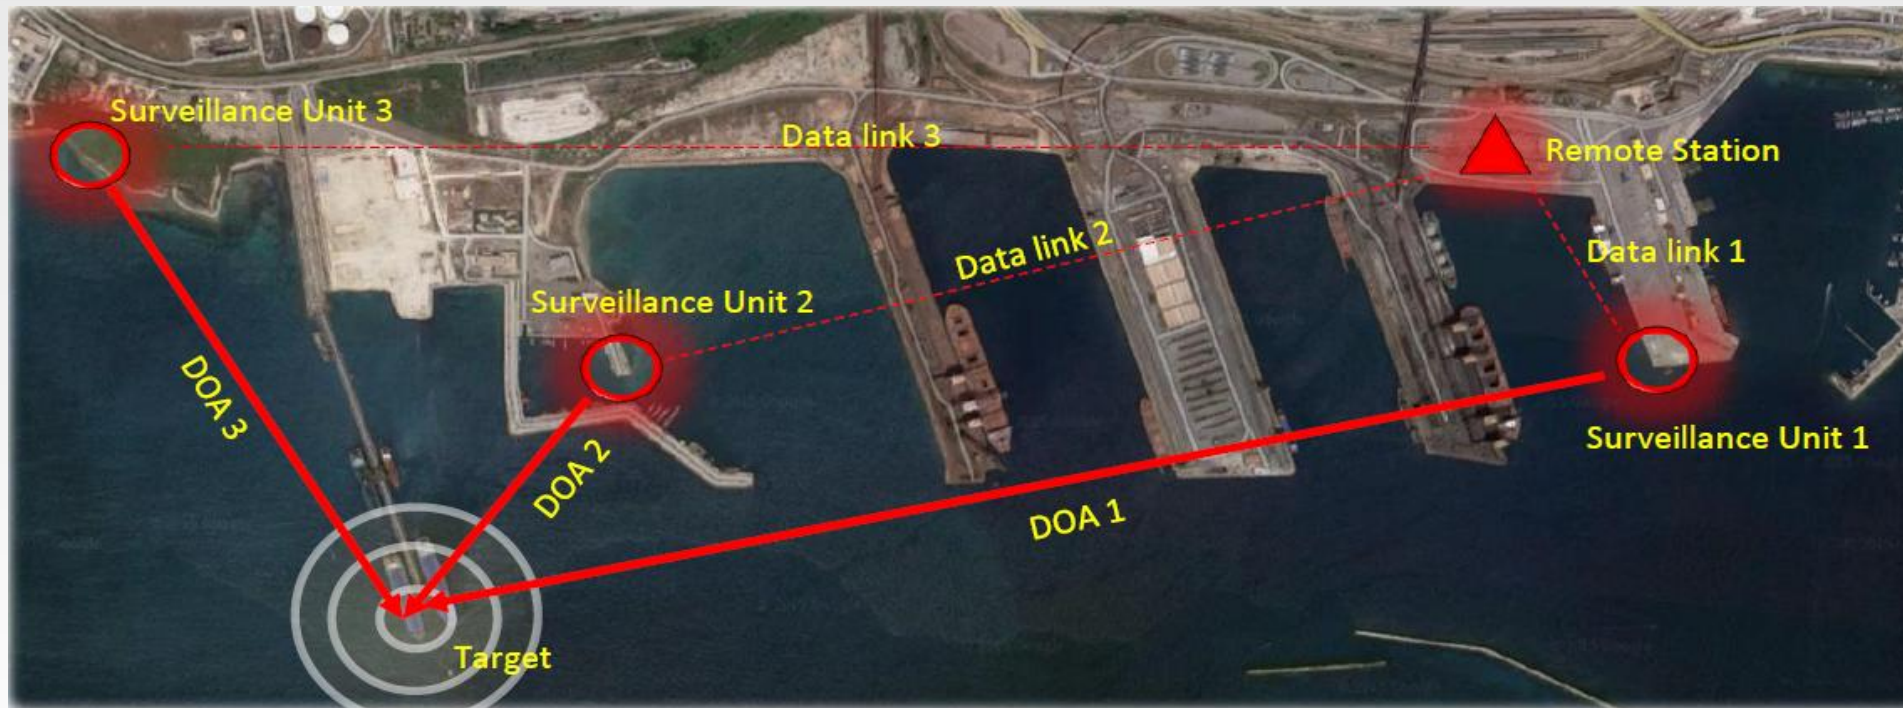 Surveillance Unit 3
Data link 3
Remote Station
Data link 2
Data link 1
Surveillance Unit 2
DOA 3
DOA 2
Surveillance Unit 1
DOA 1
Target